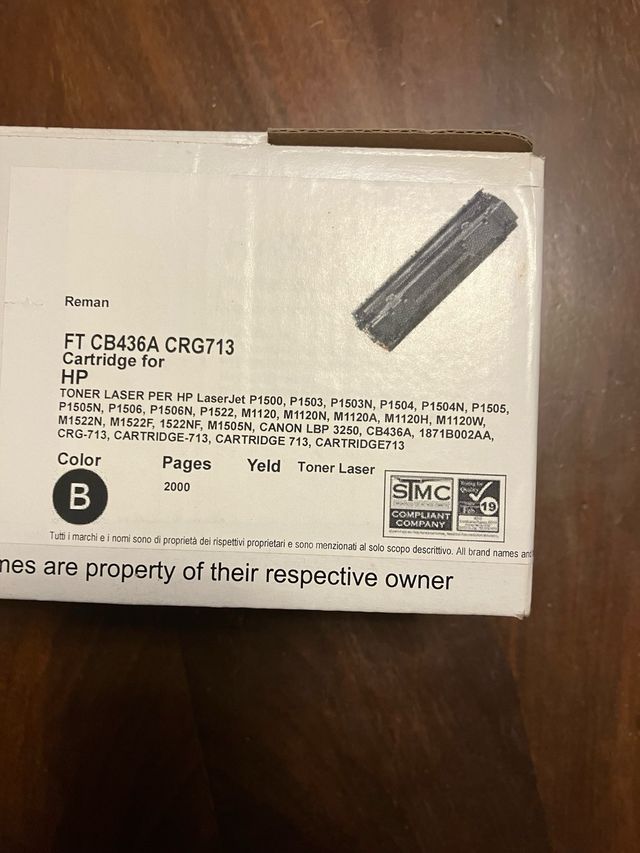 Reman
FT CB436A CRG713
Cartridge for
HP
TONER LASER PER HP LaserJet P1500, P1503, P1503N, P1504, P1504N, P1505,
P1505N, P1506, P1506N, P1522, M1120, M1120N, M1120A, M1120H, M1120W,
M1522N, M1522F, 1522NF, M1505N, CANON LBP 3250, CB436A, 1871B002AA,
CRG-713, CARTRIDGE-713, CARTRIDGE 713, CARTRIDGE713
Color Pages Yeld Toner Laser
B 2000
STMC
COMPLIANT
COMPANY
Testing for
Quality
Feb 19
Tutti i marchi e i nomi sono di proprietà dei rispettivi proprietari e sono menzionati al solo scopo descrittivo. All brand names and
mes are property of their respective owner